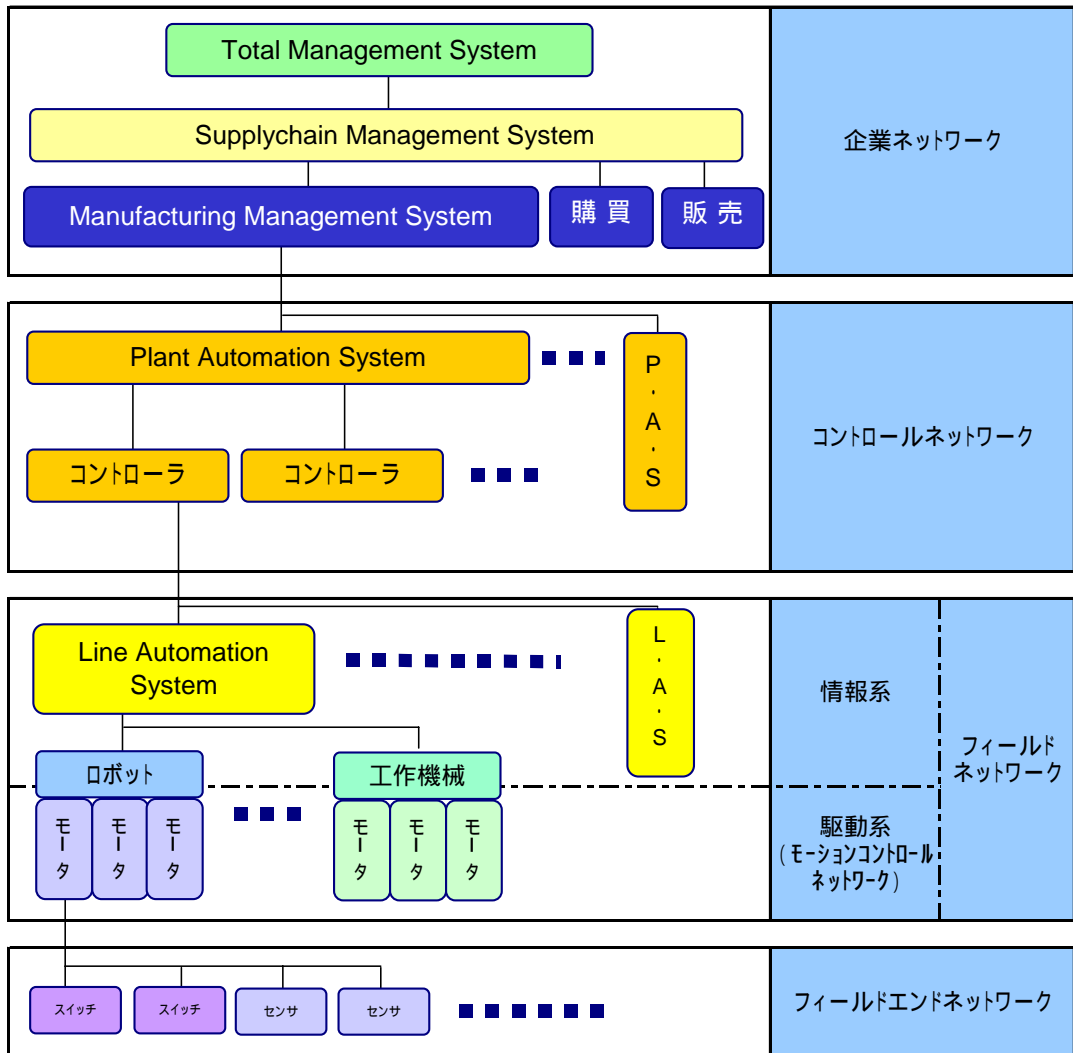 Total Management System
Supplychain Management System
企業ネットワーク
Manufacturing Management System
購 買
販 売
Plant Automation System
P・A・S
コントロールネットワーク
コントローラ
コントローラ
Line Automation
System
L・A・S
情報系
フィールド
ネットワーク
ロボット
工作機械
モータ
モータ
モータ
モータ
モータ
モータ
駆動系
(モーションコントロール
ネットワーク)
スイッチ
スイッチ
センサ
センサ
フィールドエンドネットワーク